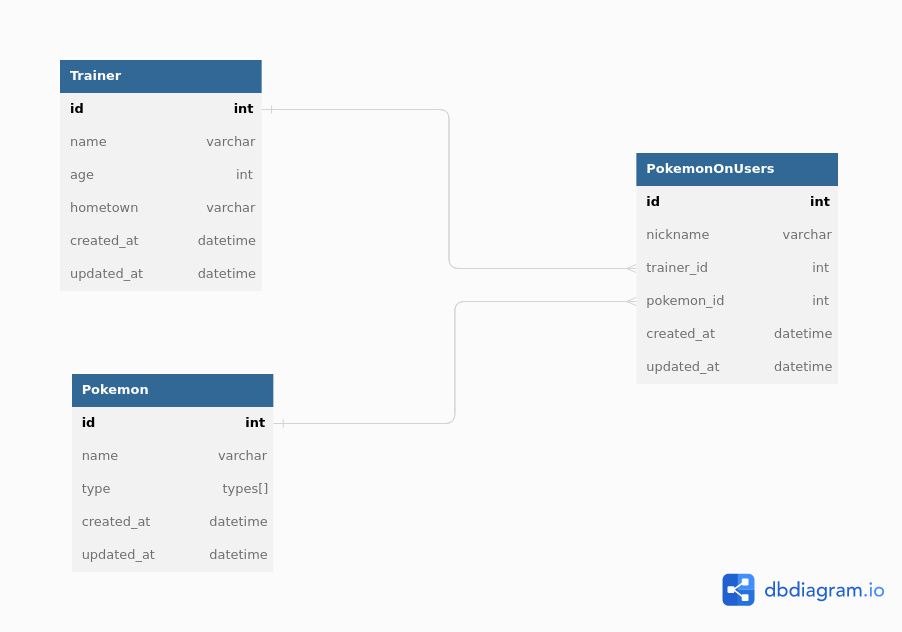 Trainer
id int
name varchar
age int
hometown varchar
created_at datetime
updated_at datetime
PokemonOnUsers
id int
nickname varchar
trainer_id int
pokemon_id int
created_at datetime
updated_at datetime
Pokemon
id int
name varchar
type types[]
created_at datetime
updated_at datetime
dbdiagram.io